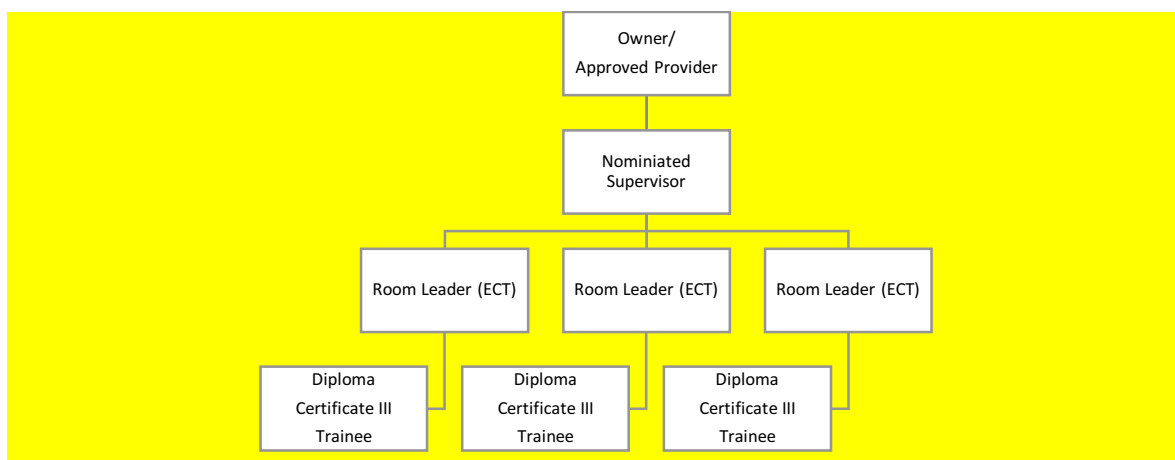 Owner/
Approved Provider
Nominiated
Supervisor
Room Leader (ECT)
Room Leader (ECT)
Room Leader (ECT)
Diploma
Certificate III
Trainee
Diploma
Certificate III
Trainee
Diploma
Certificate III
Trainee